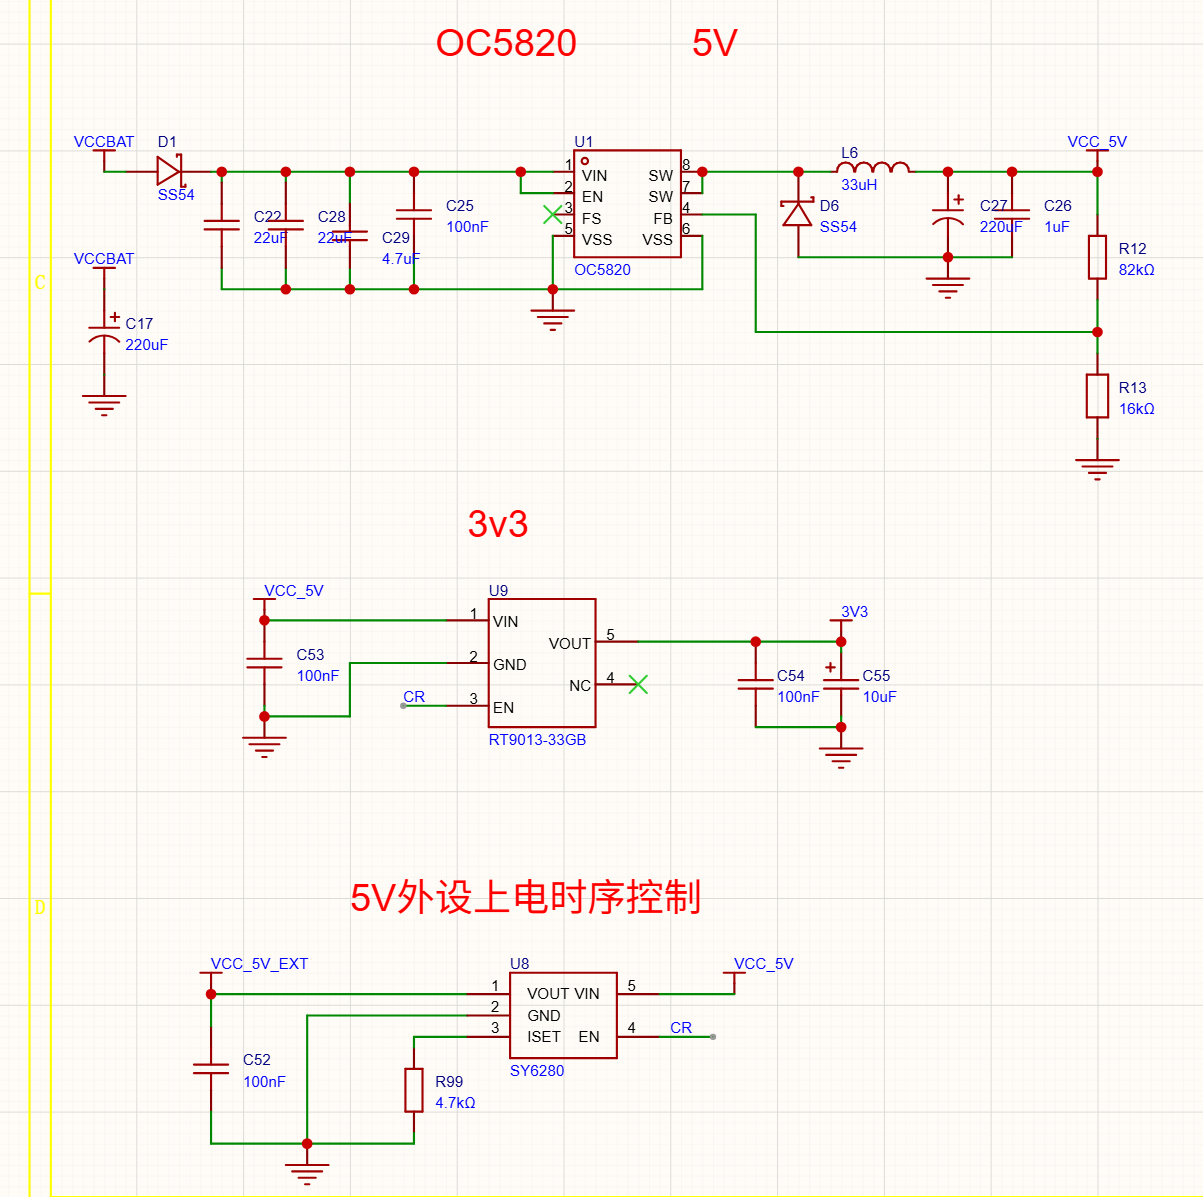 OC5820 5V
VCCBAT D1
SS54
C22
22uF
C28
22uF
C29
4.7uF
C25
100nF
U1
1 VIN
2 EN
3 FS
5 VSS
SW 8
SW 7
FB 4
VSS 6
OC5820
L6
33uH
D6
SS54
C27
220uF
C26
1uF
VCC_5V
R12
82kΩ
R13
16kΩ
VCCBAT
C17
220uF
C
3v3
VCC_5V
C53
100nF
CR
U9
1 VIN
2 GND
3 EN
VOUT 5
NC 4
RT9013-33GB
3V3
C54
100nF
C55
10uF
D
5V外设上电时序控制
VCC_5V_EXT
C52
100nF
U8
1 VOUT VIN 5
2 GND
3 ISET EN 4
SY6280
R99
4.7kΩ
VCC_5V
CR